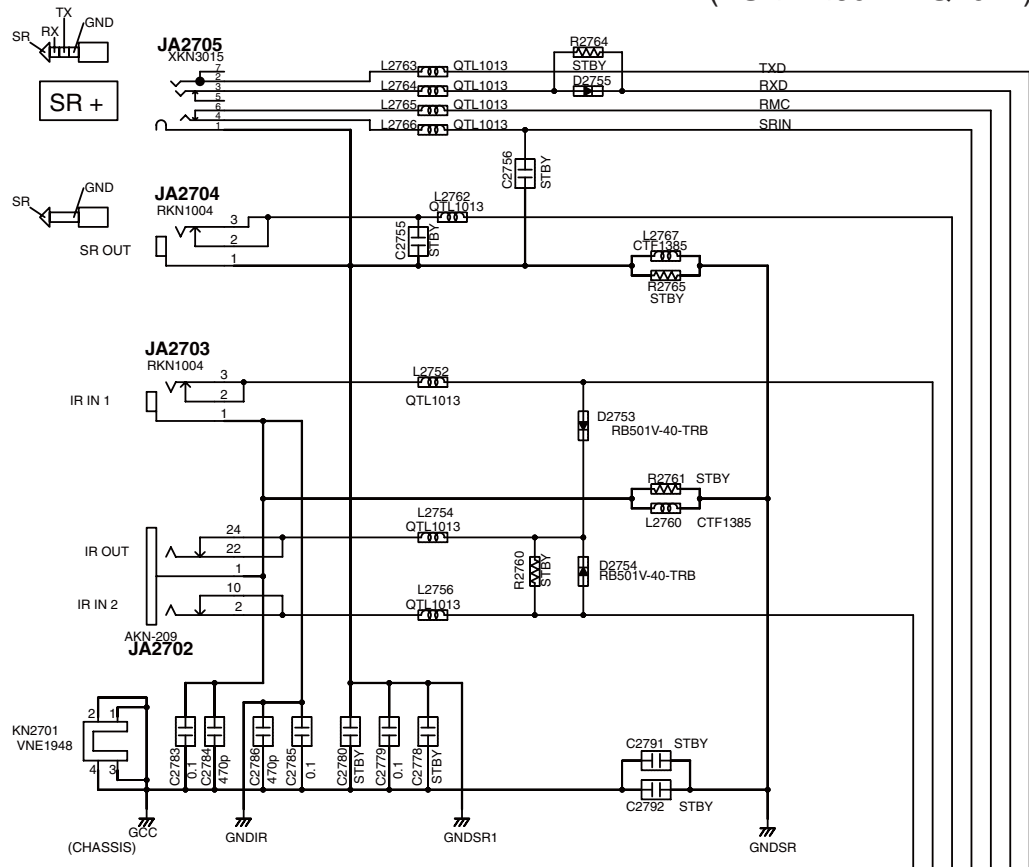 TX
RX
GND
SR
JA2705
XKN3015
SR +
7
2
3
5
6
4
1
L2763
QTL1013
L2764
QTL1013
L2765
QTL1013
L2766
QTL1013
R2764
STBY
D2755
TXD
RXD
RMC
SRIN
C2756
STBY
SR
GND
JA2704
RKN1004
SR OUT
3
2
1
L2762
QTL1013
C2755
STBY
L2767
CTF1385
R2765
STBY
JA2703
RKN1004
IR IN 1
3
2
1
L2752
QTL1013
D2753
RB501V-40-TRB
R2761 STBY
L2760 CTF1385
L2754
QTL1013
IR OUT
24
22
1
10
2
IR IN 2
R2760
STBY
D2754
RB501V-40-TRB
L2756
QTL1013
AKN-209
JA2702
KN2701
VNE1948
2
1
4
3
C2783
0.1
C2784
470p
C2786
470p
C2785
0.1
C2780
STBY
C2779
0.1
C2778
STBY
C2791 STBY
C2792 STBY
GCC
(CHASSIS)
GNDIR
GNDSR1
GNDSR